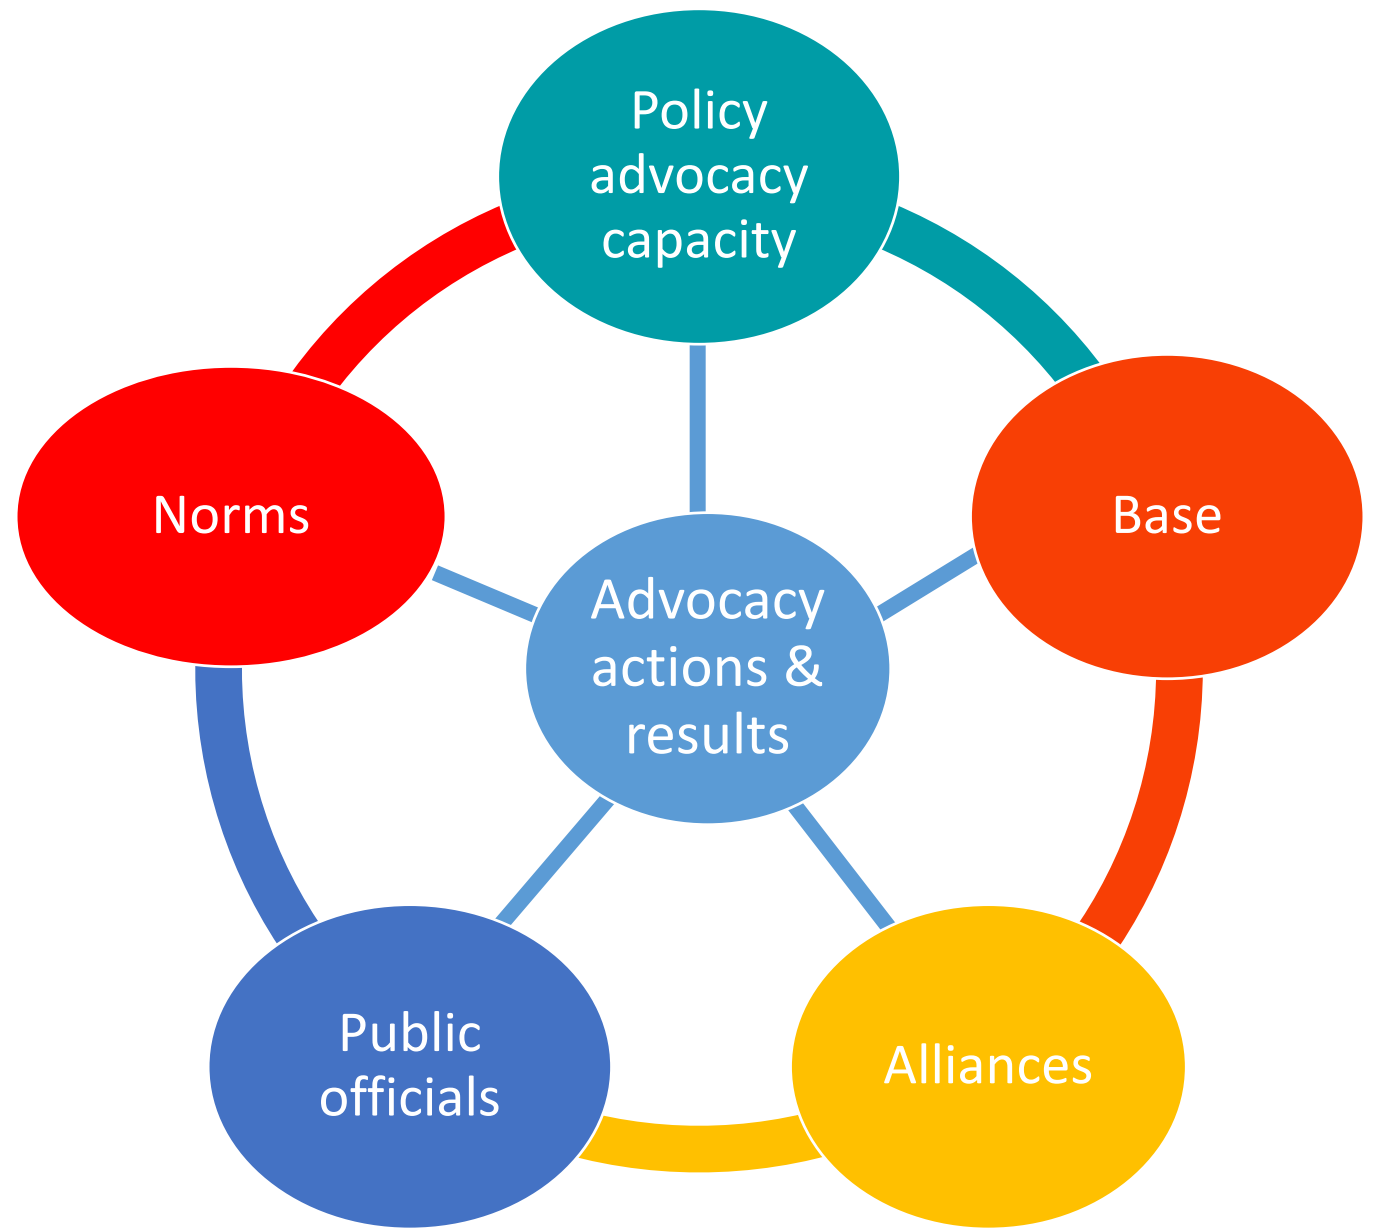 Policy
advocacy
capacity
Norms
Base
Advocacy
actions &
results
Public
officials
Alliances